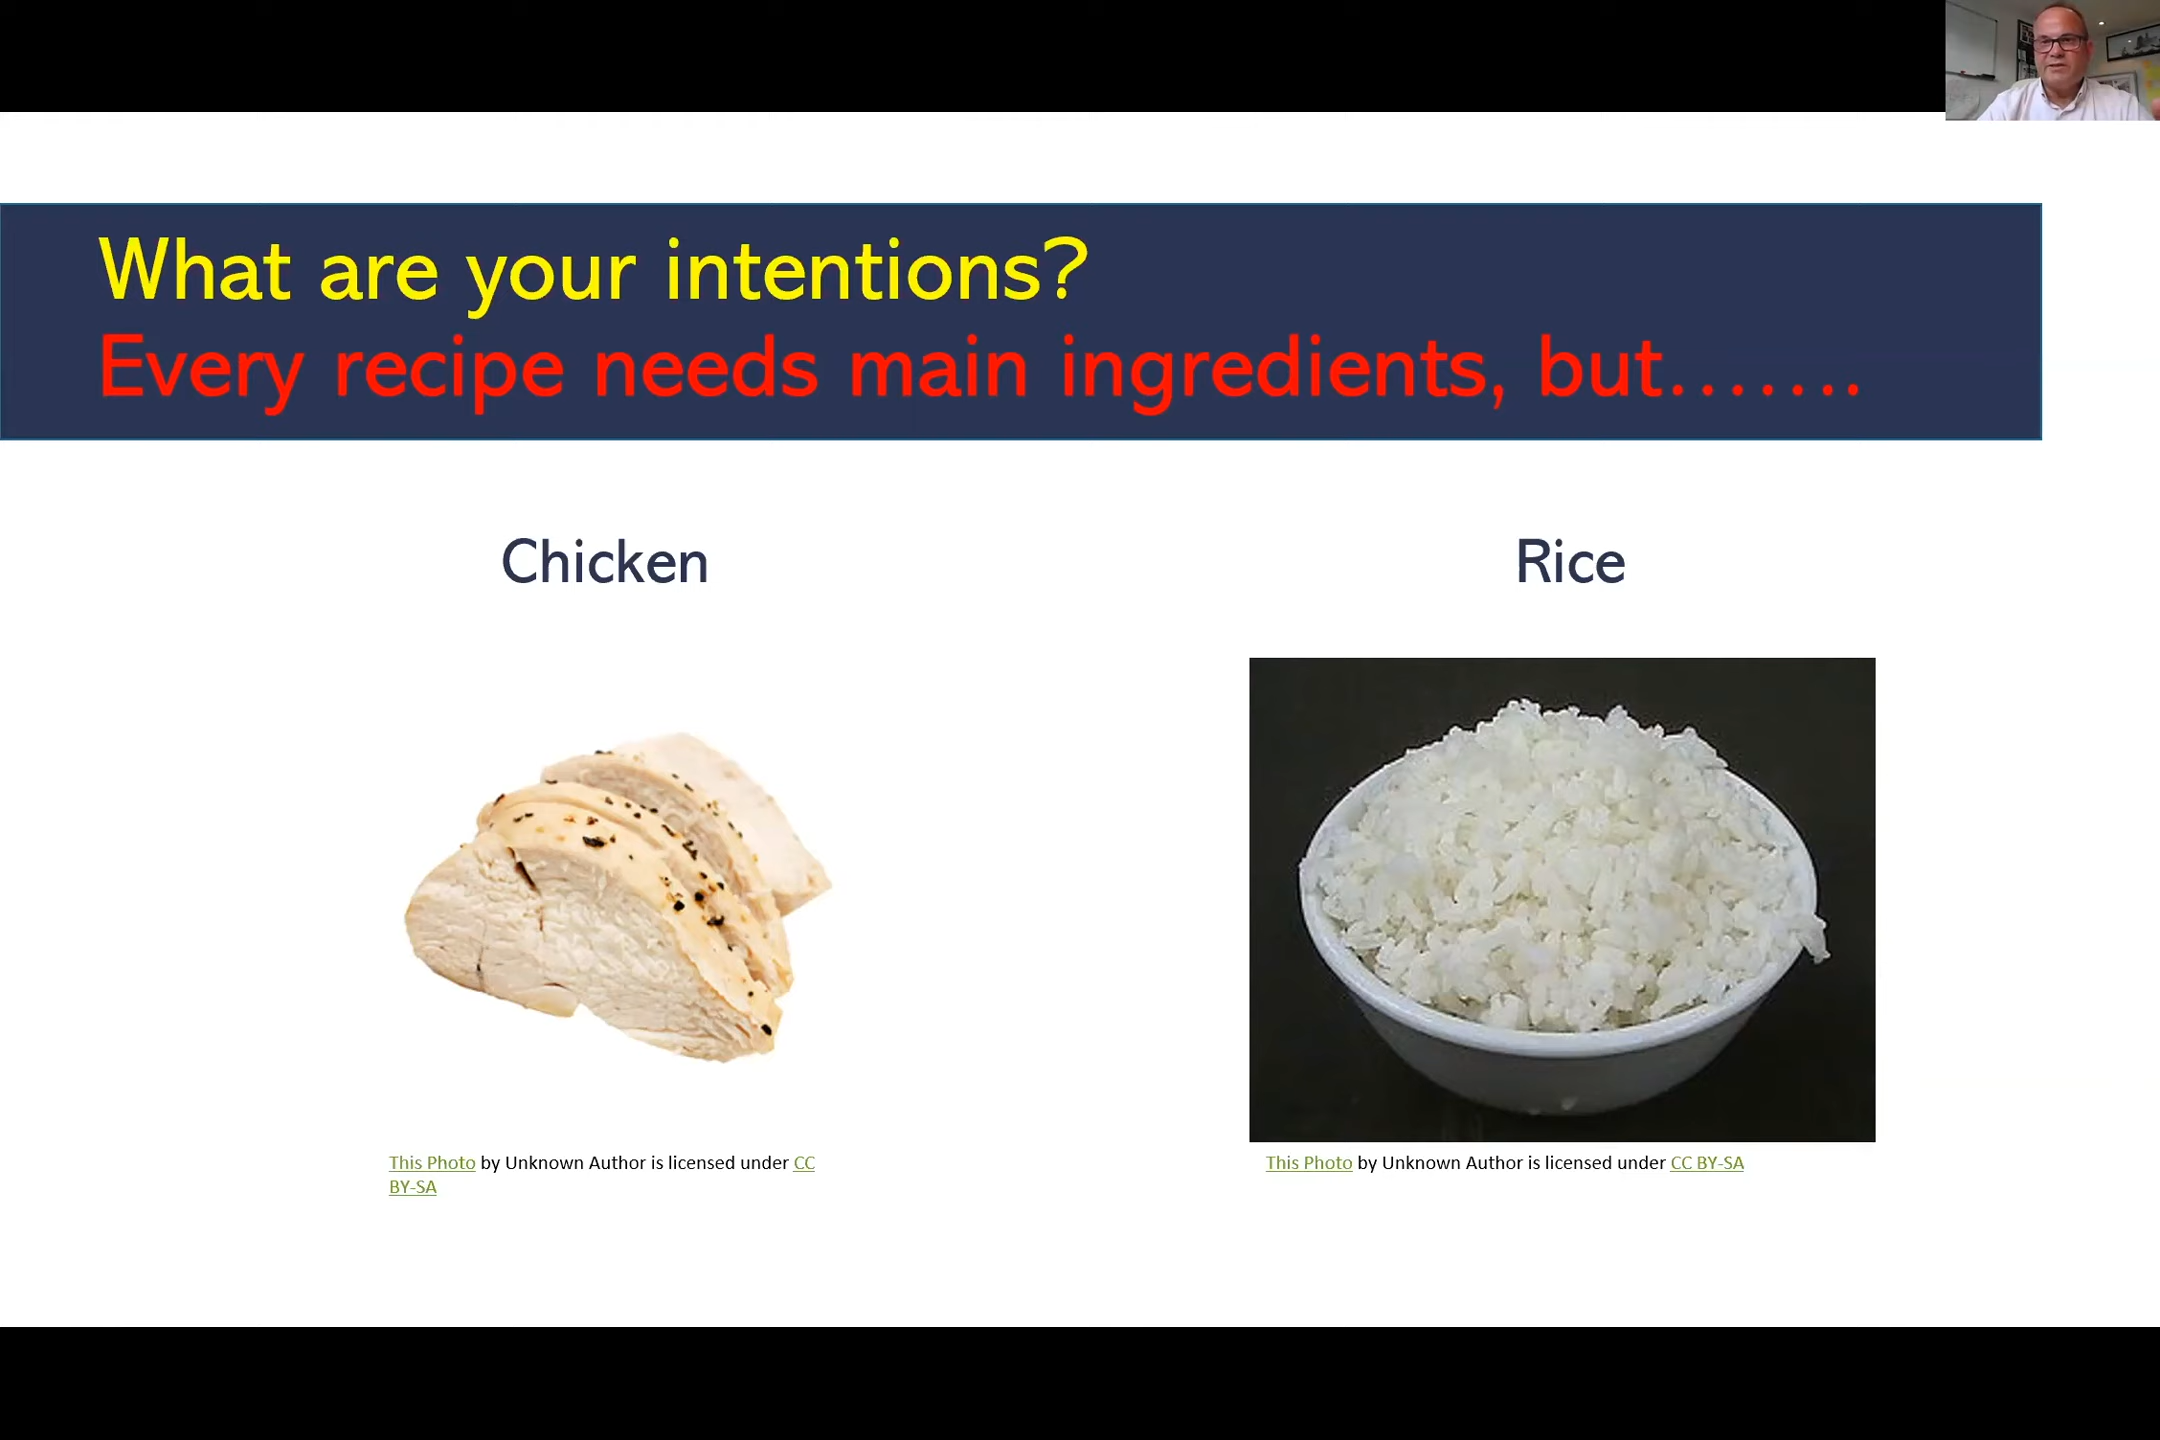 What are your intentions?
Every recipe needs main ingredients, but.......
Chicken
Rice
This Photo by Unknown Author is licensed under CC
BY-SA
This Photo by Unknown Author is licensed under CC BY-SA